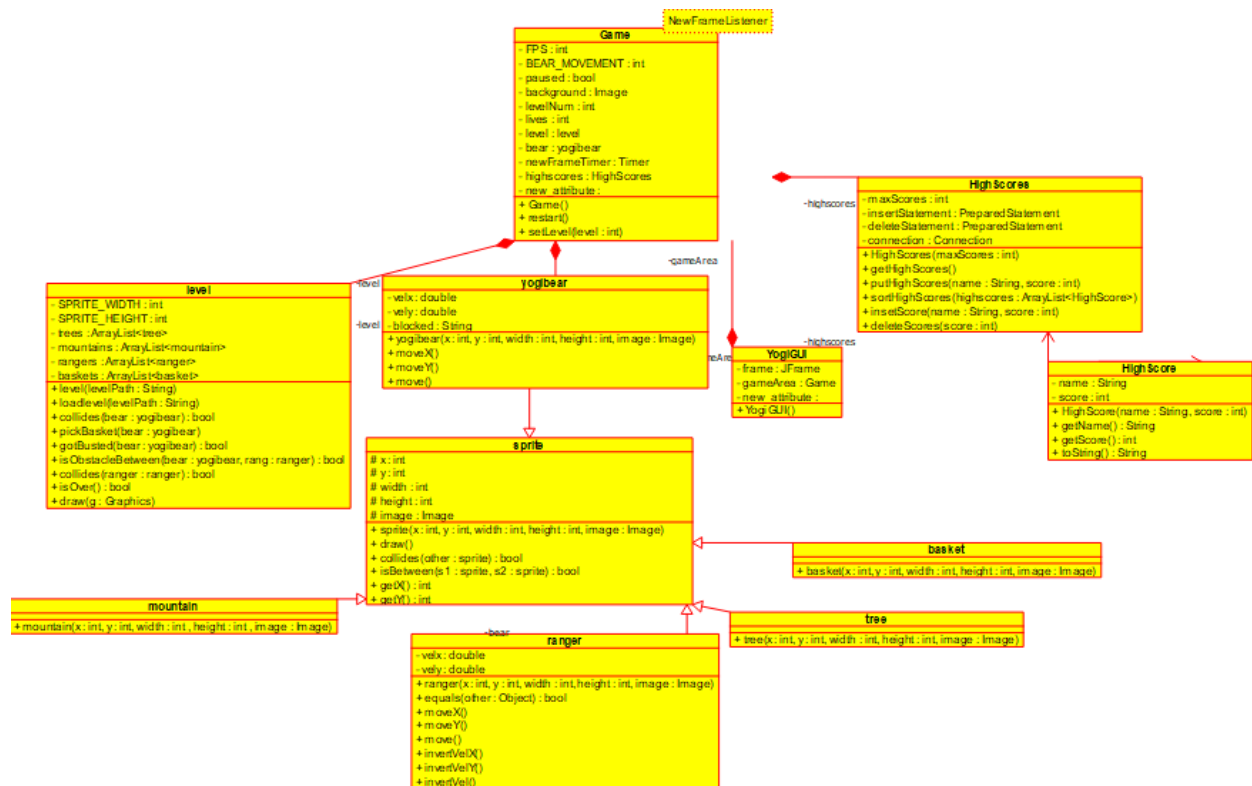 NewFrameListener
Game
- FPS : int
- BEAR_MOVEMENT : int
- paused : bool
- background : Image
- levelNum : int
- lives : int
- level : level
- bear : yogibear
- newFrameTimer : Timer
- highscores : HighScores
- new_attribute :
+ Game()
+ restart()
+ setLevel(level : int)
-highscores
HighScores
- maxScores : int
- insertStatement : PreparedStatement
- deleteStatement : PreparedStatement
- connection : Connection
+ HighScores(maxScores : int)
+ getHighScores()
+ putHighScores(name : String, score : int)
+ sortHighScores(highscores : ArrayList<HighScore>)
+ insetScore(name : String, score : int)
+ deleteScores(score : int)
-gameArea
-level
-level
level
- SPRITE_WIDTH : int
- SPRITE_HEIGHT : int
- trees : ArrayList<tree>
- mountains : ArrayList<mountain>
- rangers : ArrayList<ranger>
- baskets : ArrayList<basket>
+ level(levelPath : String)
+ loadlevel(levelPath : String)
+ collides(bear : yogibear) : bool
+ pickBasket(bear : yogibear)
+ gotBusted(bear : yogibear) : bool
+ isObstacleBetween(bear : yogibear, rang : ranger) : bool
+ collides(ranger : ranger) : bool
+ isOver() : bool
+ draw(g : Graphics)
yogibear
- velx : double
- vely : double
- blocked : String
+ yogibear(x : int, y : int, width : int, height : int, image : Image)
+ moveX()
+ moveY()
+ move()
-highscores
meArea
YogiGUI
- frame : JFrame
- gameArea : Game
- new_attribute :
+ YogiGUI()
HighScore
- name : String
- score : int
+ HighScore(name : String, score : int)
+ getName() : String
+ getScore() : int
+ toString() : String
sprite
# x : int
# y : int
# width : int
# height : int
# image : Image
+ sprite(x : int, y : int, width : int, height : int, image : Image)
+ draw()
+ collides(other : sprite) : bool
+ isBetween(s1 : sprite, s2 : sprite) : bool
+ getX() : int
+ getY() : int
basket
+ basket(x : int, y : int, width : int, height : int, image : Image)
mountain
+ mountain(x : int, y : int, width : int , height : int , image : Image)
tree
+ tree(x : int, y : int, width : int, height : int, image : Image)
-bear
ranger
- velx : double
- vely : double
+ ranger(x : int, y : int, width : int, height : int, image : Image)
+ equals(other : Object) : bool
+ moveX()
+ moveY()
+ move()
+ invertVelX()
+ invertVelY()
+ invertVel()